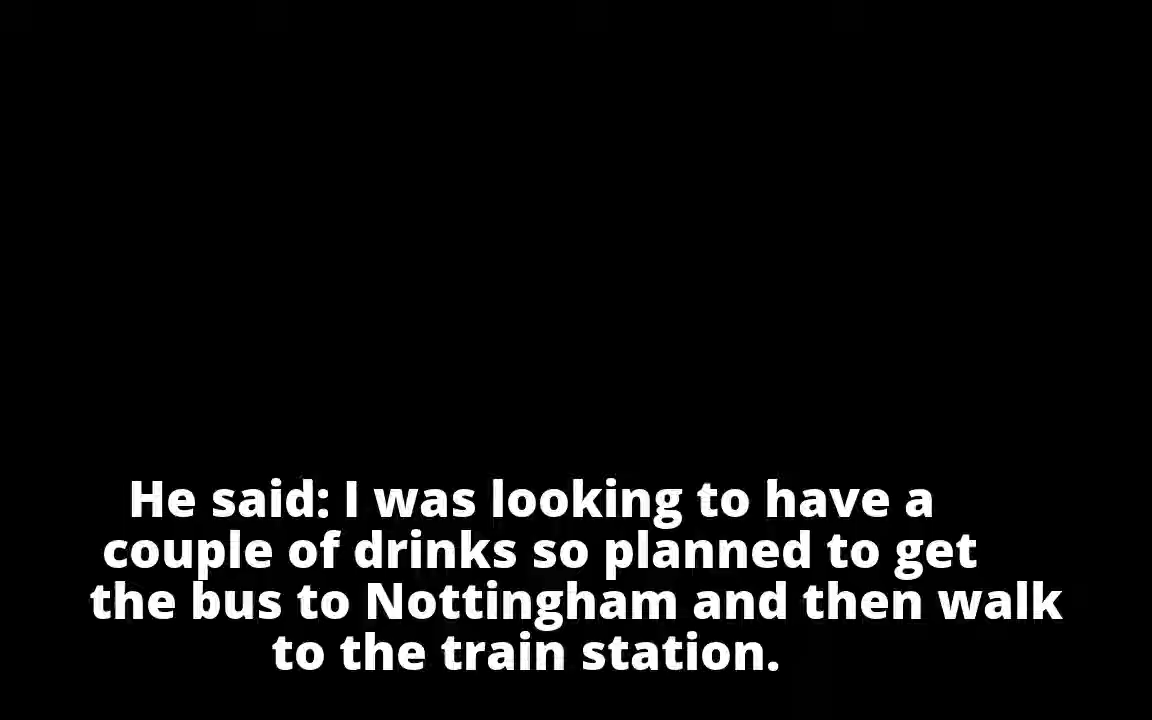 He said: I was looking to have a
couple of drinks so planned to get
the bus to Nottingham and then walk
to the train station.